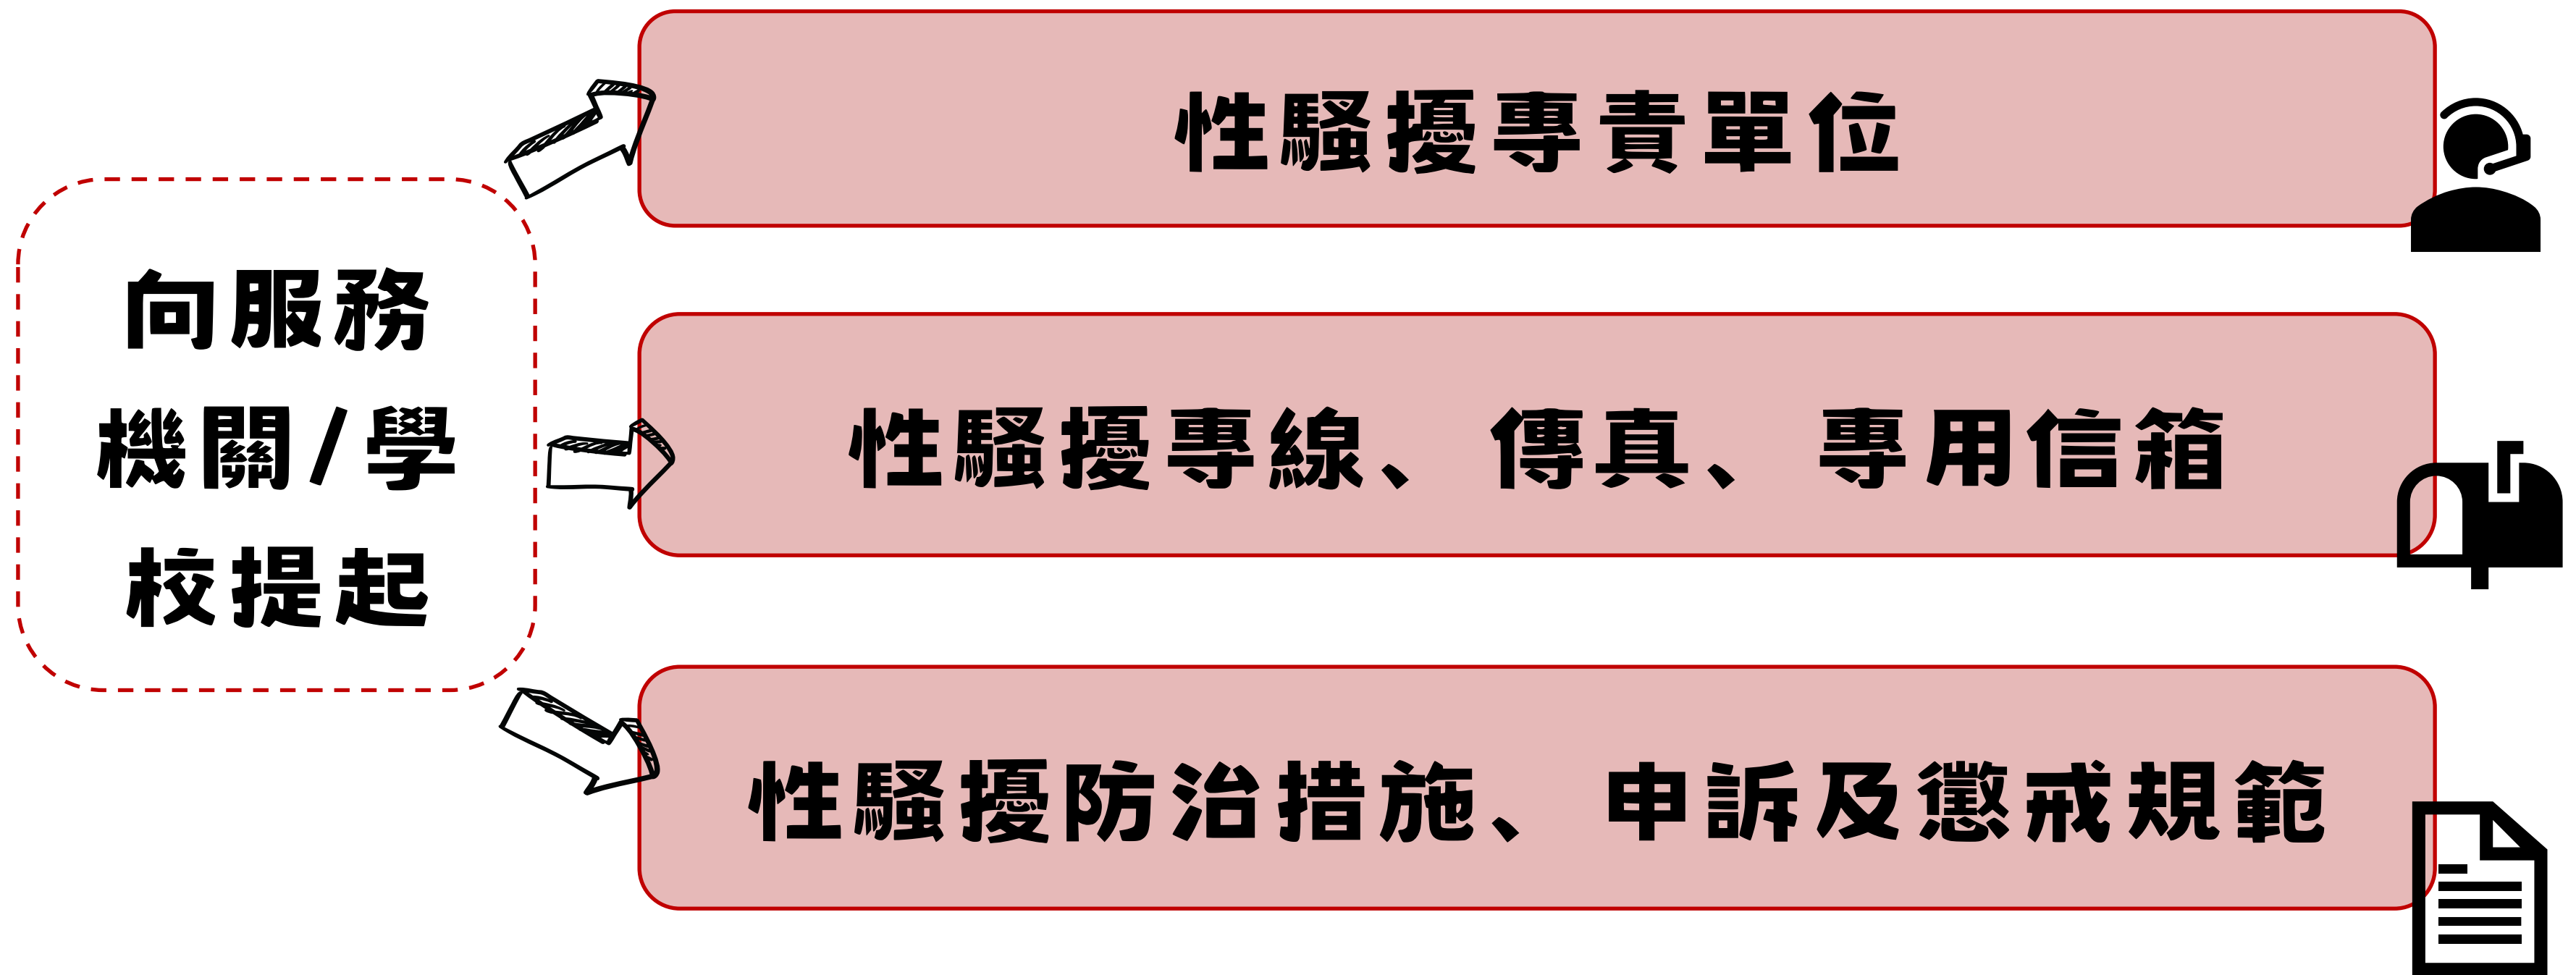 向服務
機關/學
校提起
性騷擾專責單位
性騷擾專線、傳真、專用信箱
性騷擾防治措施、申訴及懲戒規範